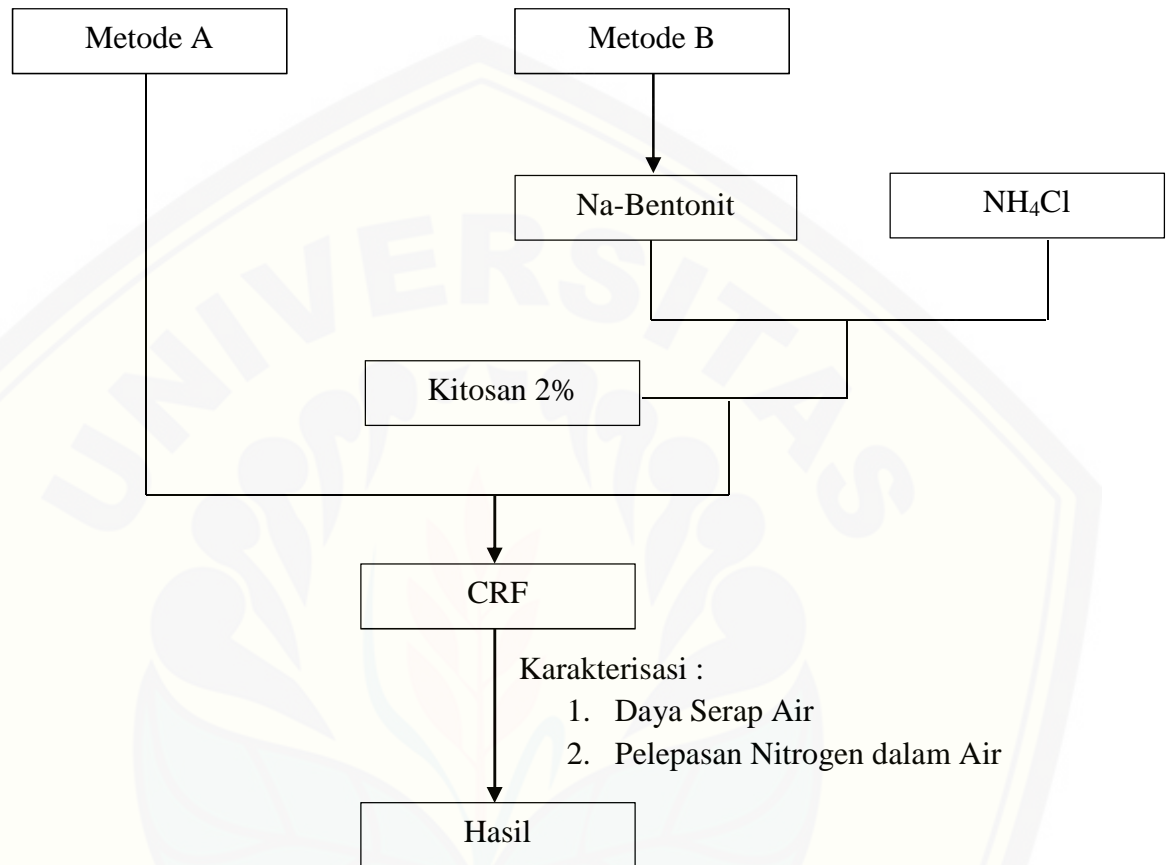 Metode A
Metode B
Na-Bentonit
NH₄Cl
Kitosan 2%
CRF
Karakterisasi :
1. Daya Serap Air
2. Pelepasan Nitrogen dalam Air
Hasil
UNIVERSITAS